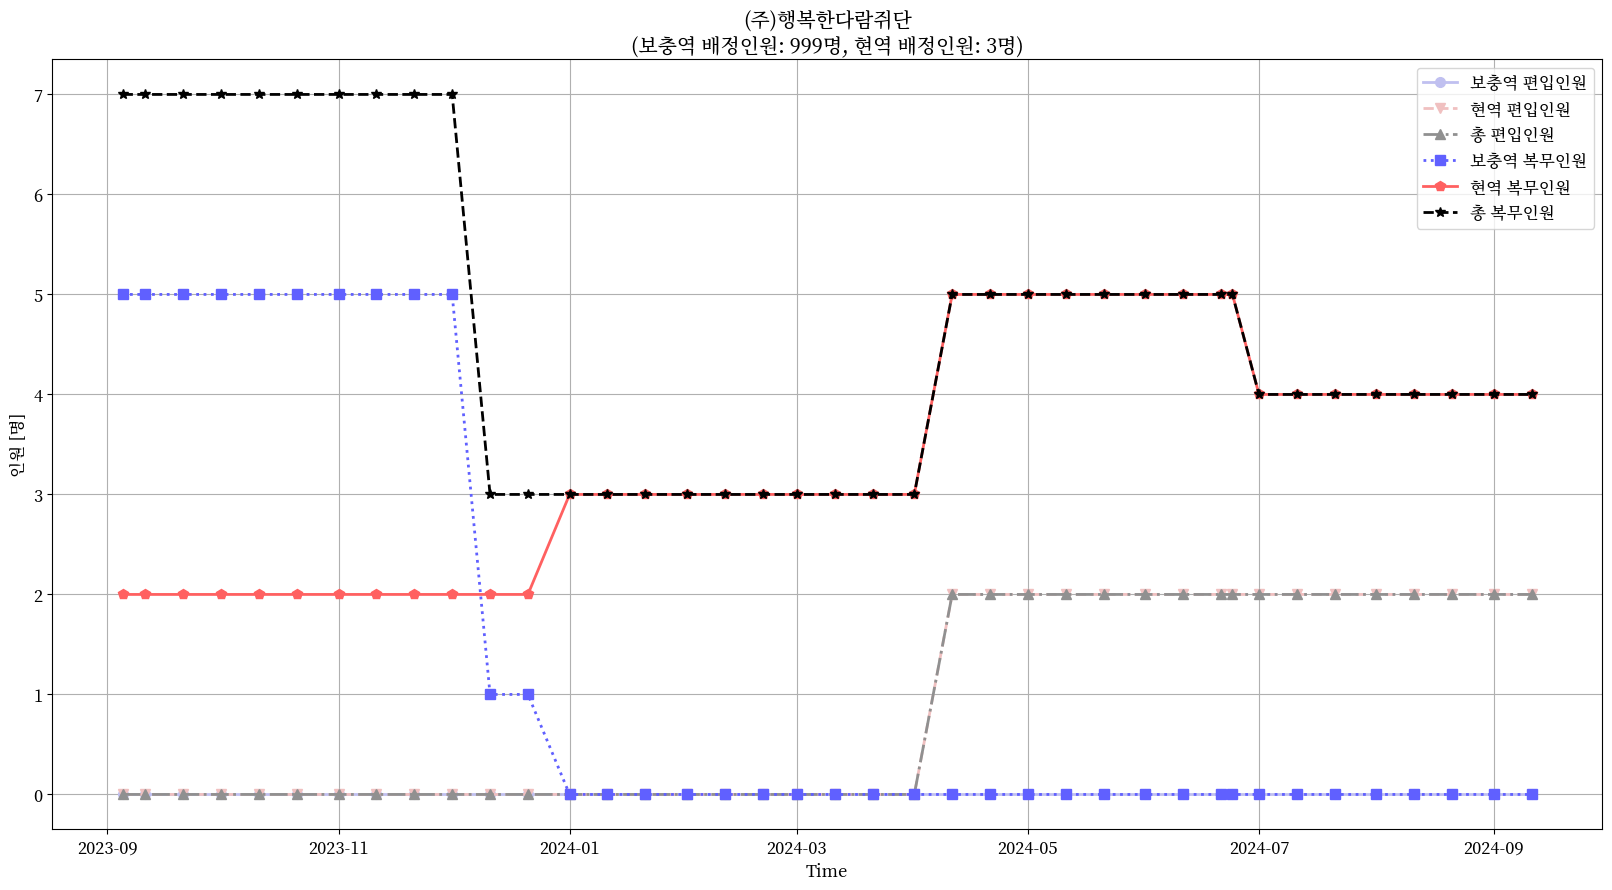 (주)행복한다람쥐단
(보충역 배정인원: 999명, 현역 배정인원: 3명)
보충역 편입인원
현역 편입인원
총 편입인원
보충역 복무인원
현역 복무인원
총 복무인원
인원 [명]
7
6
5
4
3
2
1
0
2023-09
2023-11
2024-01
2024-03
2024-05
2024-07
2024-09
Time